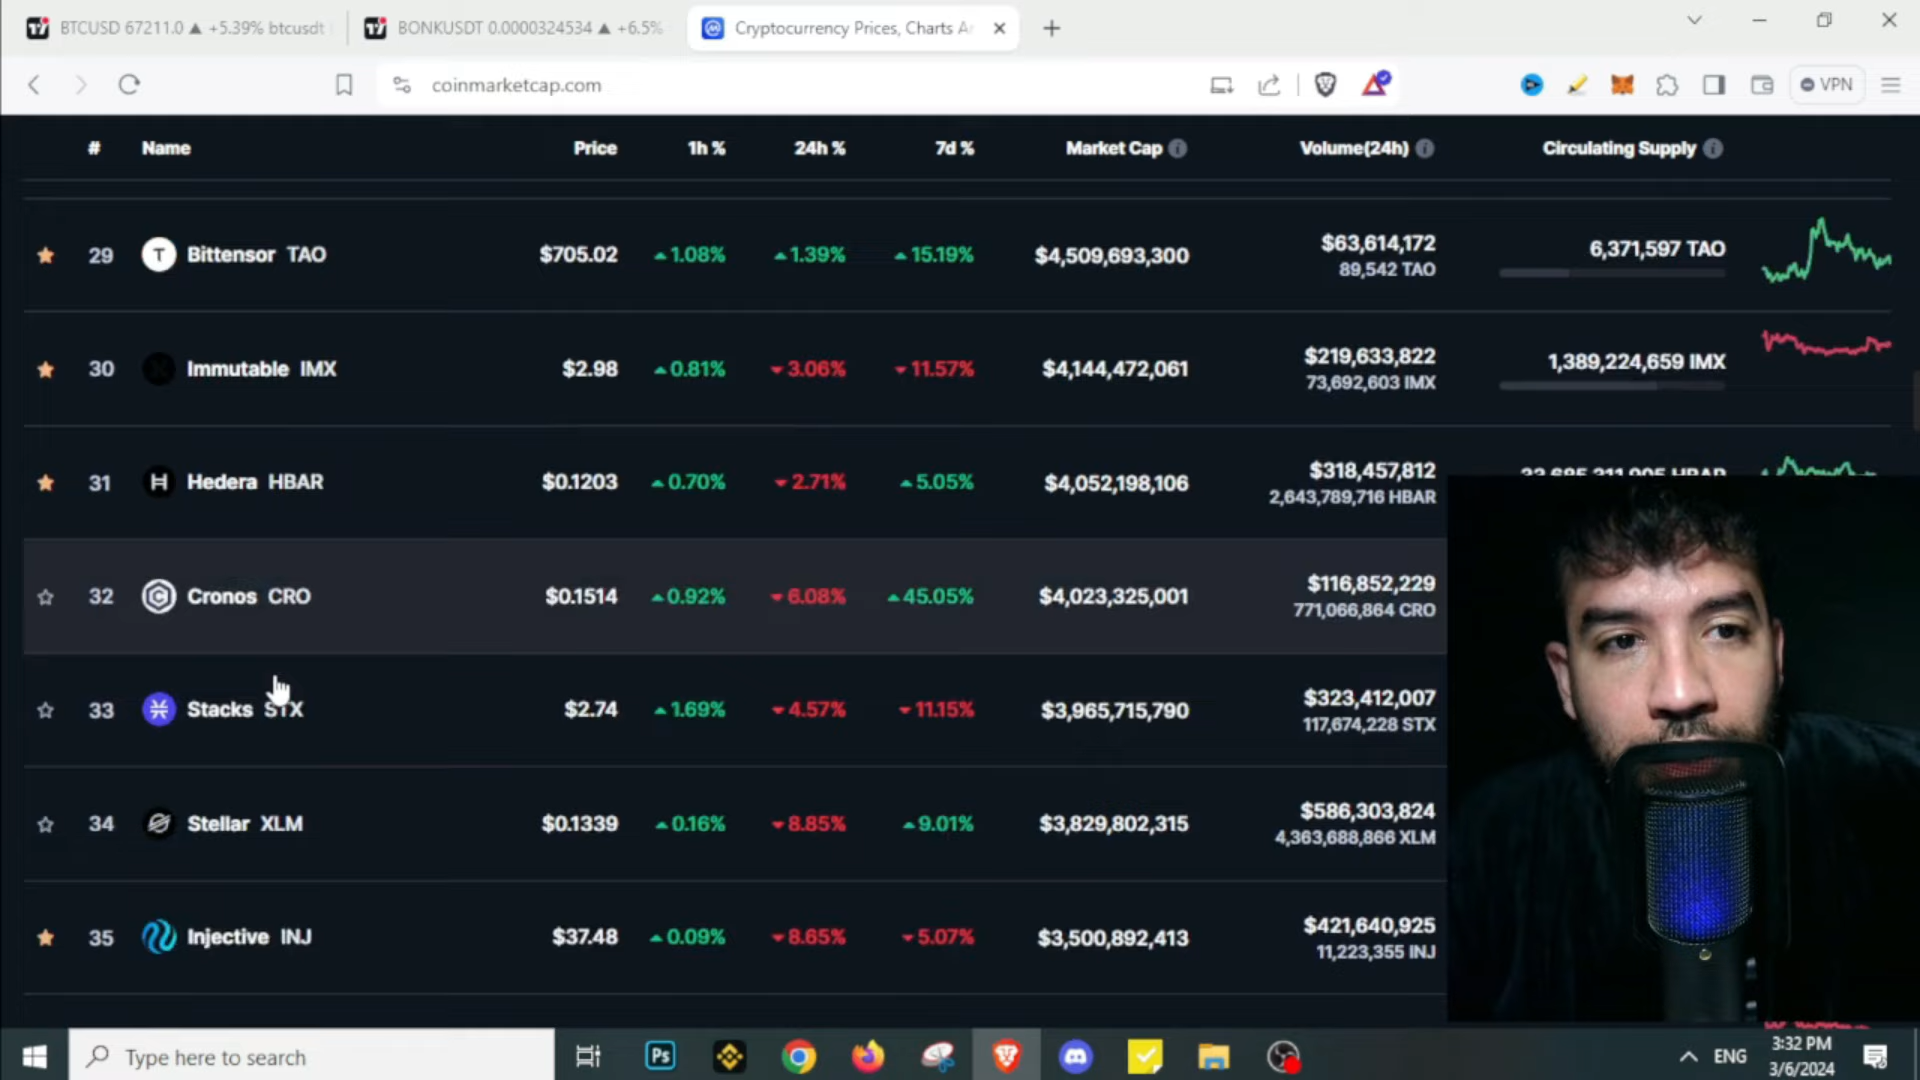 BTCUSD 67211.0 ▲ +5.39% btcusdt
BONKUSDT 0.0000324534 ▲ +6.5%
Cryptocurrency Prices, Charts A
coinmarketcap.com
VPN
# Name Price 1h % 24h % 7d % Market Cap Volume(24h) Circulating Supply
29 T Bittensor TAO $705.02 1.08% 1.39% 15.19% $4,509,693,300 $63,614,172 6,371,597 TAO
89,542 TAO
30 Immutable IMX $2.98 0.81% 3.06% 11.57% $4,144,472,061 $219,633,822 1,389,224,659 IMX
73,692,603 IMX
31 Hedera HBAR $0.1203 0.70% 2.71% 5.05% $4,052,198,106 $318,457,812 HBAR
2,643,789,716 HBAR
32 Cronos CRO $0.1514 0.92% 6.08% 45.05% $4,023,325,001 $116,852,229
771,066,864 CRO
33 Stacks STX $2.74 1.69% 4.57% 11.15% $3,965,715,790 $323,412,007
117,674,228 STX
34 Stellar XLM $0.1339 0.16% 8.85% 9.01% $3,829,802,315 $586,303,824
4,363,688,866 XLM
35 Injective INJ $37.48 0.09% 8.65% 5.07% $3,500,892,413 $421,640,925
11,223,355 INJ
Type here to search
Ps
ENG
3:32 PM
3/6/2024